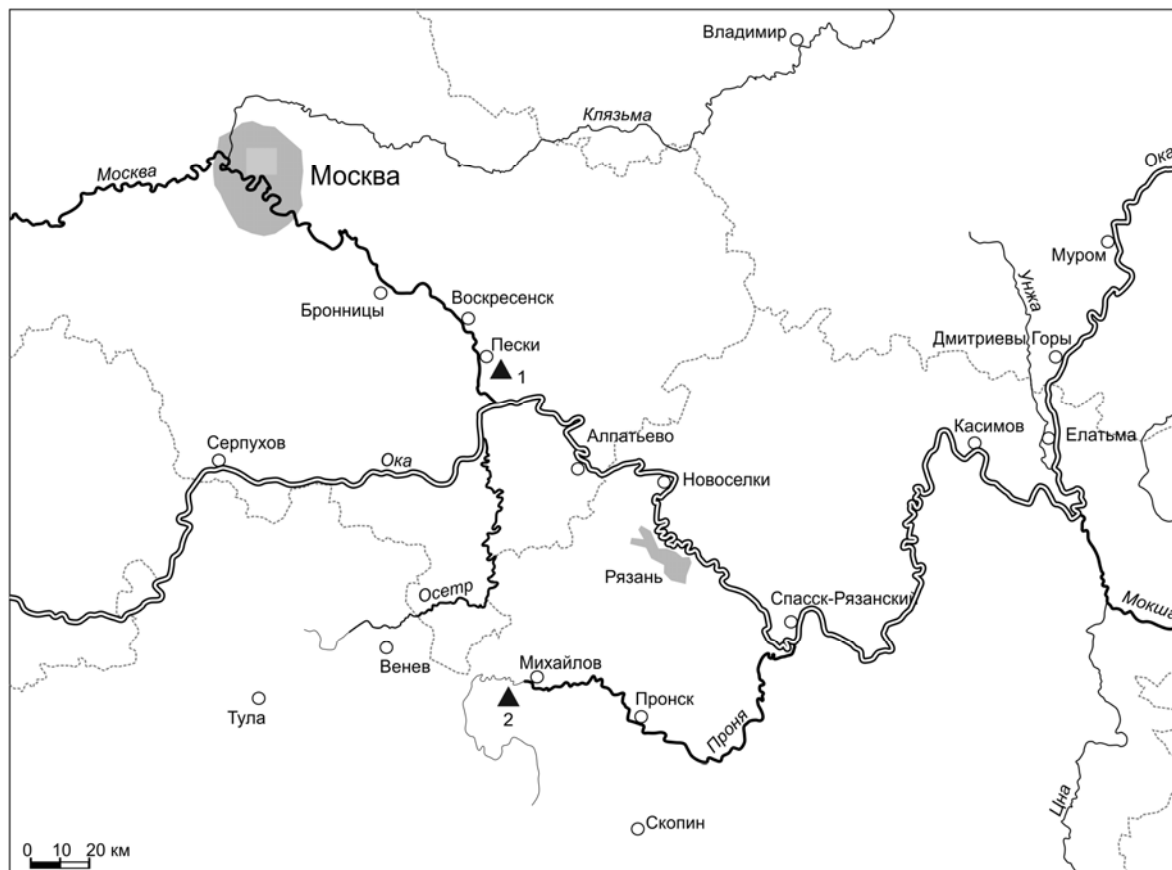 Владимир
Клязьма
Москва
Москва
Ока
Муром
Унжа
Бронницы
Воскресенск
Пески
1
Дмитриевы Горы
Серпухов
Ока
Алпатьево
Касимов
Елатьма
Новоселки
Рязань
Осетр
Спасск-Рязанский
Мокша
Венев
Михайлов
Тула
2
Пронск
Проня
Цна
Скопин
0 10 20 км